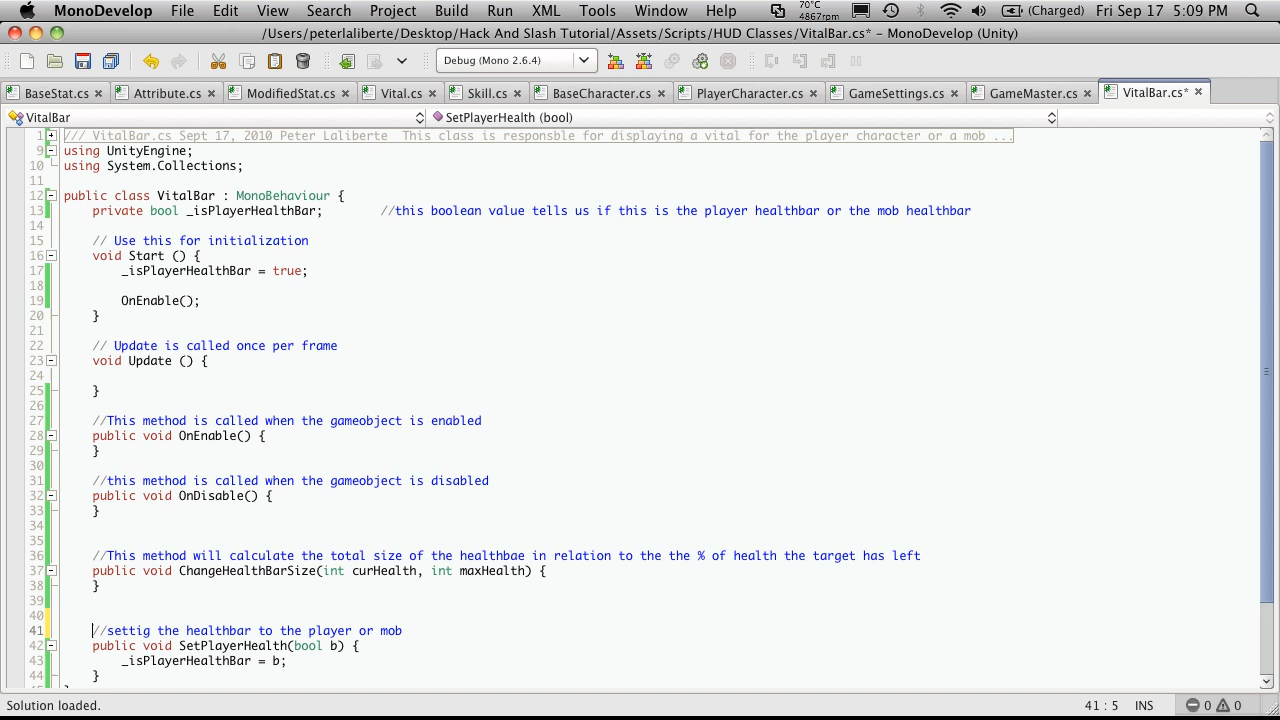 MonoDevelop File Edit View Search Project Build Run XML Tools Window Help 70°C 4867rpm (Charged) Fri Sep 17 5:09 PM
/Users/peterlaliberte/Desktop/Hack And Slash Tutorial/Assets/Scripts/HUD Classes/VitalBar.cs* – MonoDevelop (Unity)
Debug (Mono 2.6.4)
BaseStat.cs Attribute.cs ModifiedStat.cs Vital.cs Skill.cs BaseCharacter.cs PlayerCharacter.cs GameSettings.cs GameMaster.cs VitalBar.cs*
VitalBar SetPlayerHealth (bool)
1 /// VitalBar.cs Sept 17, 2010 Peter Laliberte  This class is responsble for displaying a vital for the player character or a mob ...
9 using UnityEngine;
10 using System.Collections;
11
12 public class VitalBar : MonoBehaviour {
13 private bool _isPlayerHealthBar; //this boolean value tells us if this is the player healthbar or the mob healthbar
14
15 // Use this for initialization
16 void Start () {
17 _isPlayerHealthBar = true;
18
19 OnEnable();
20 }
21
22 // Update is called once per frame
23 void Update () {
24
25 }
26
27 //This method is called when the gameobject is enabled
28 public void OnEnable() {
29 }
30
31 //this method is called when the gameobject is disabled
32 public void OnDisable() {
33 }
34
35
36 //This method will calculate the total size of the healthbae in relation to the the % of health the target has left
37 public void ChangeHealthBarSize(int curHealth, int maxHealth) {
38 }
39
40
41 //settig the healthbar to the player or mob
42 public void SetPlayerHealth(bool b) {
43 _isPlayerHealthBar = b;
44 }
Solution loaded. 41 : 5 INS 0 0